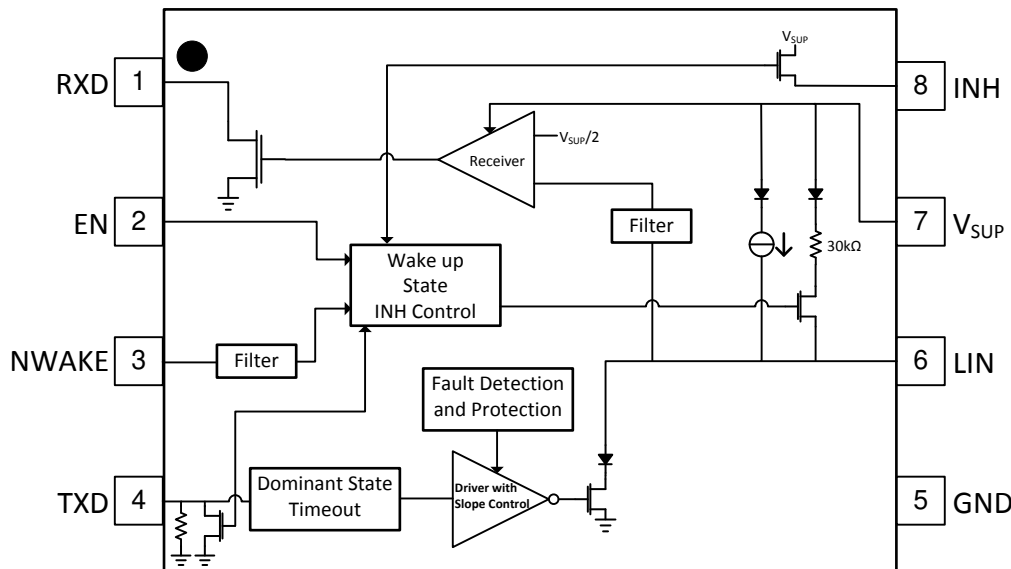 V_SUP
RXD
1
8
INH
V_SUP/2
Receiver
EN
2
Filter
7
V_SUP
30kΩ
Wake up
State
INH Control
NWAKE
3
Filter
6
LIN
Fault Detection
and Protection
TXD
4
Dominant State
Timeout
Driver with
Slope Control
5
GND